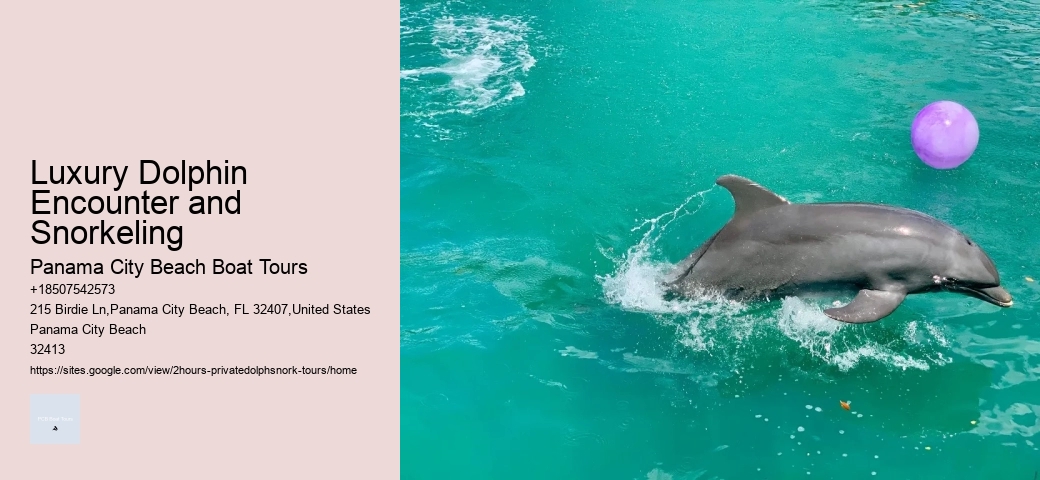 Luxury Dolphin
Encounter and
Snorkeling
Panama City Beach Boat Tours
+18507542573
215 Birdie Ln,Panama City Beach, FL 32407,United States
Panama City Beach
32413
https://sites.google.com/view/2hours-privatedolphsnork-tours/home